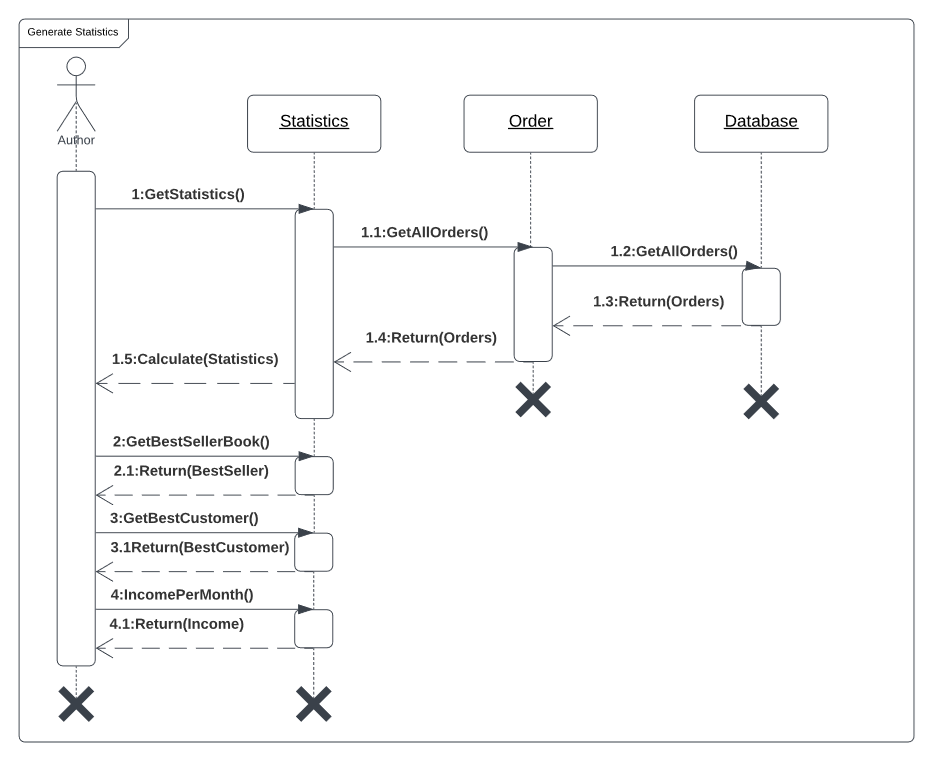 Generate Statistics
Author
Statistics
Order
Database
1:GetStatistics()
1.1:GetAllOrders()
1.2:GetAllOrders()
1.3:Return(Orders)
1.4:Return(Orders)
1.5:Calculate(Statistics)
2:GetBestSellerBook()
2.1:Return(BestSeller)
3:GetBestCustomer()
3.1Return(BestCustomer)
4:IncomePerMonth()
4.1:Return(Income)